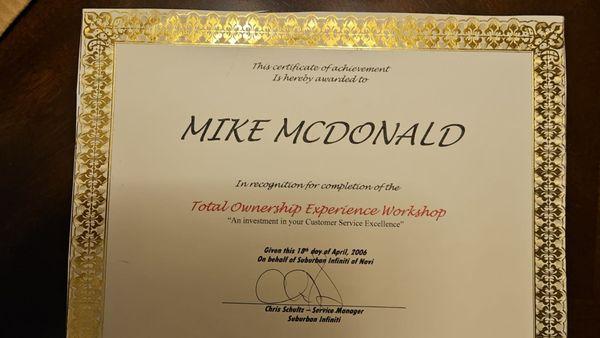 This certificate of achievement
Is hereby awarded to
MIKE MCDONALD
In recognition for completion of the
Total Ownership Experience Workshop
"An investment in your Customer Service Excellence"
Given this 18th day of April, 2006
On behalf of Suburban Infiniti of Novi
Chris Schultz – Service Manager
Suburban Infiniti